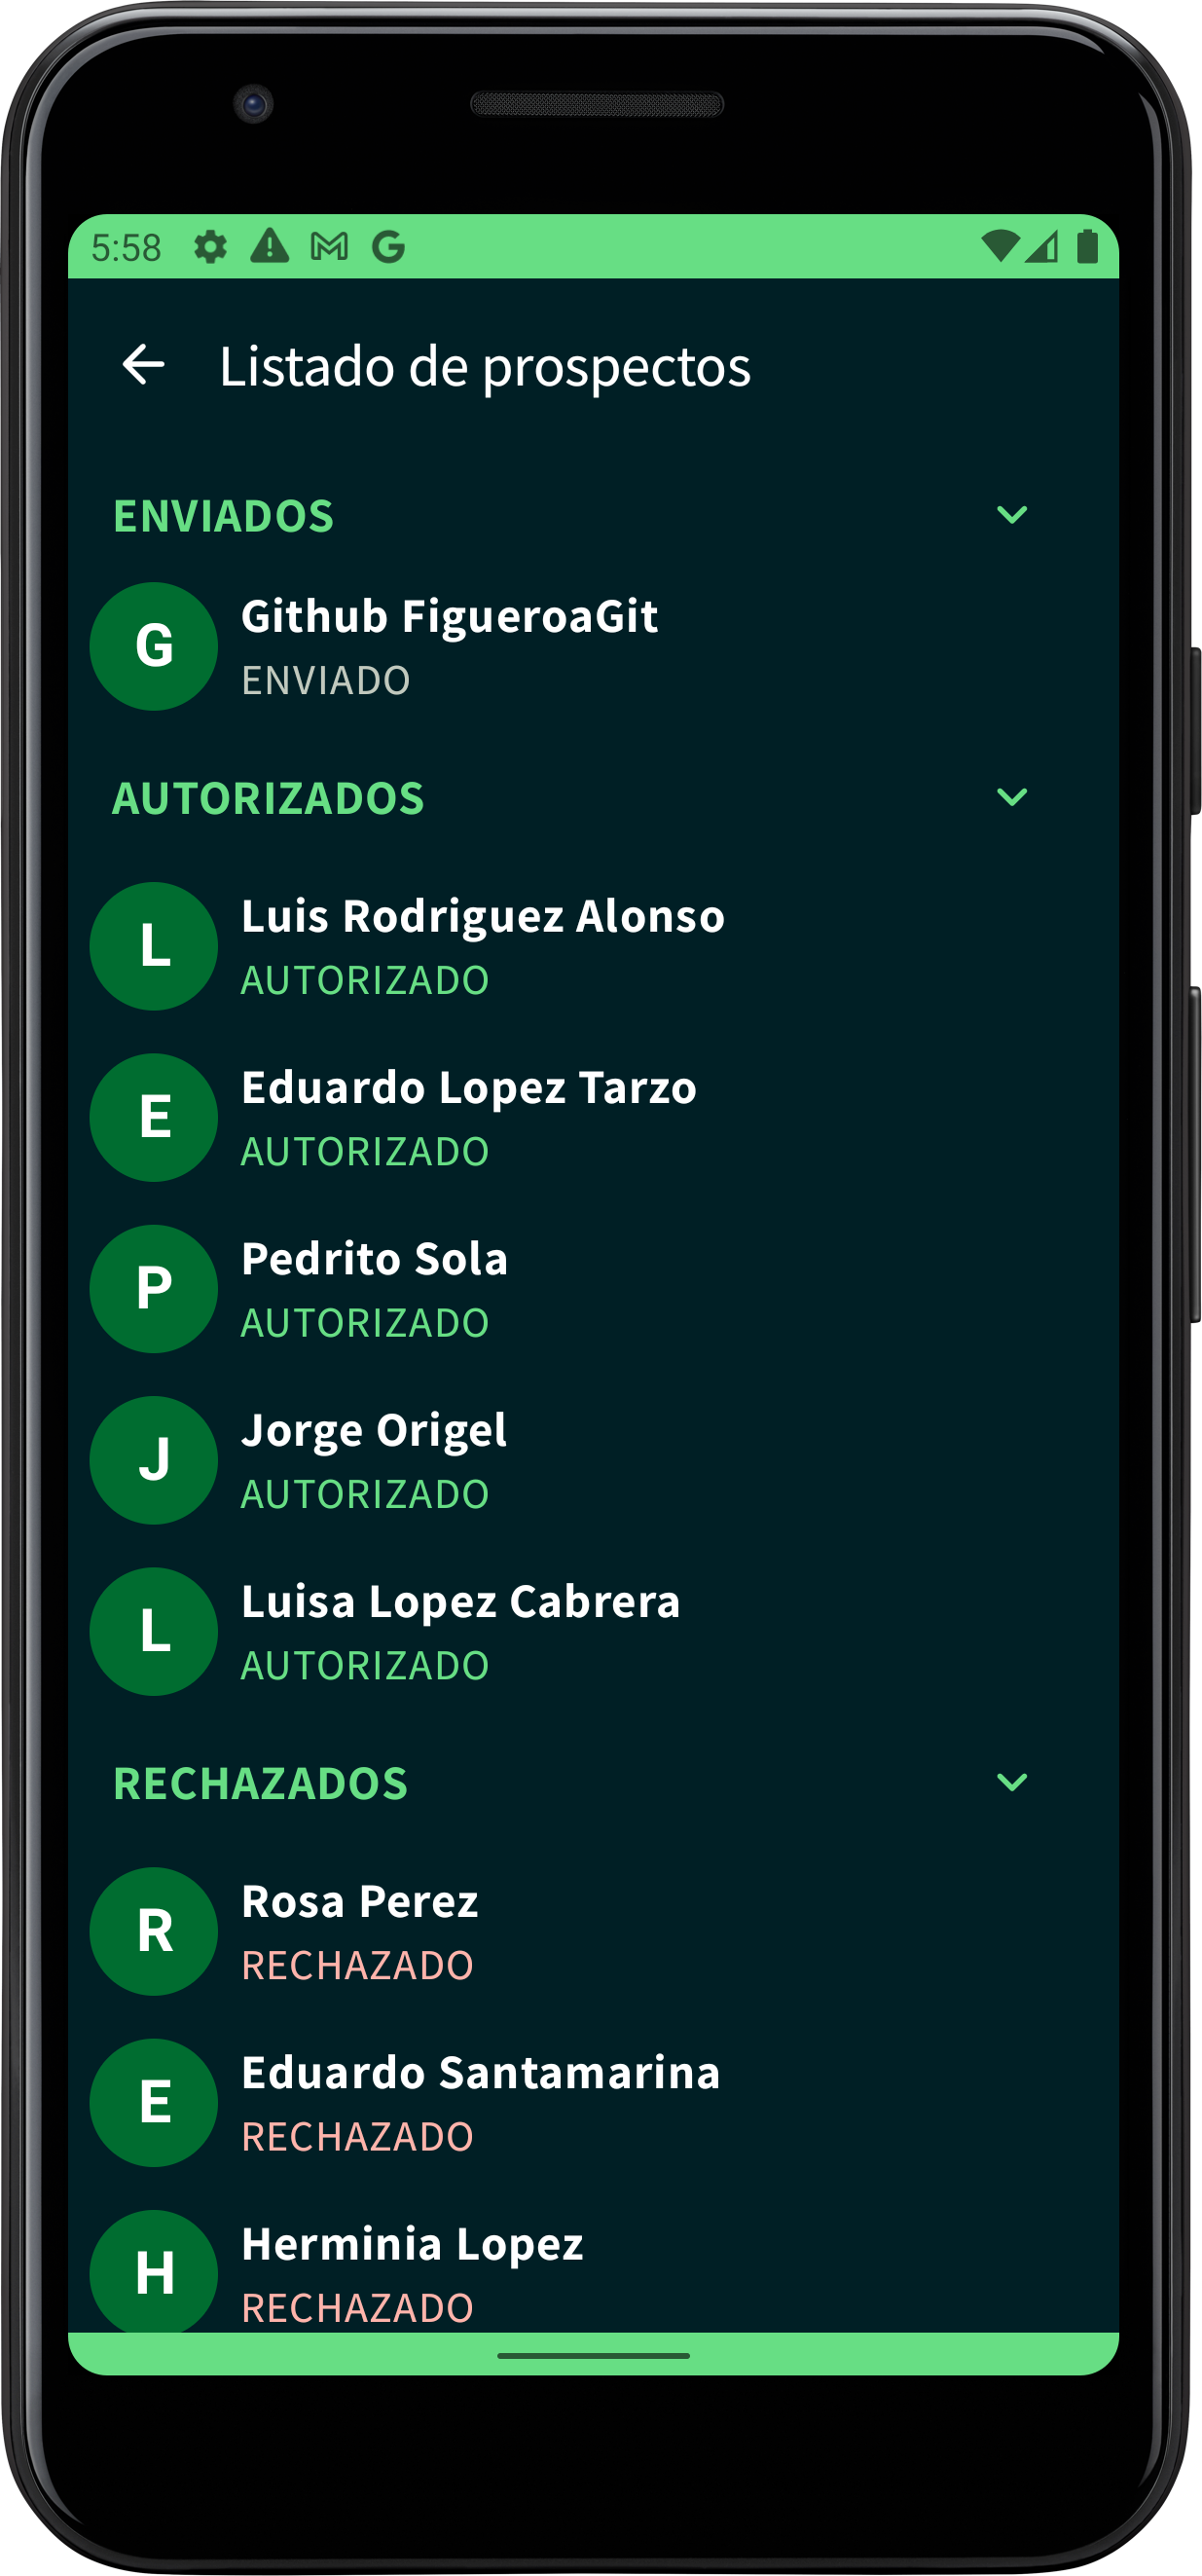 5:58
Listado de prospectos
ENVIADOS
G
Github FigueroaGit
ENVIADO
AUTORIZADOS
L
Luis Rodriguez Alonso
AUTORIZADO
E
Eduardo Lopez Tarzo
AUTORIZADO
P
Pedrito Sola
AUTORIZADO
J
Jorge Origel
AUTORIZADO
L
Luisa Lopez Cabrera
AUTORIZADO
RECHAZADOS
R
Rosa Perez
RECHAZADO
E
Eduardo Santamarina
RECHAZADO
H
Herminia Lopez
RECHAZADO